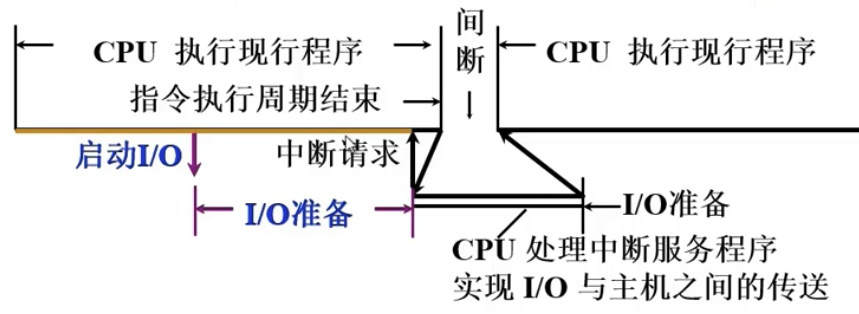 CPU 执行现行程序
间断
CPU 执行现行程序
指令执行周期结束
启动I/O
中断请求
I/O准备
I/O准备
CPU 处理中断服务程序
实现 I/O 与主机之间的传送